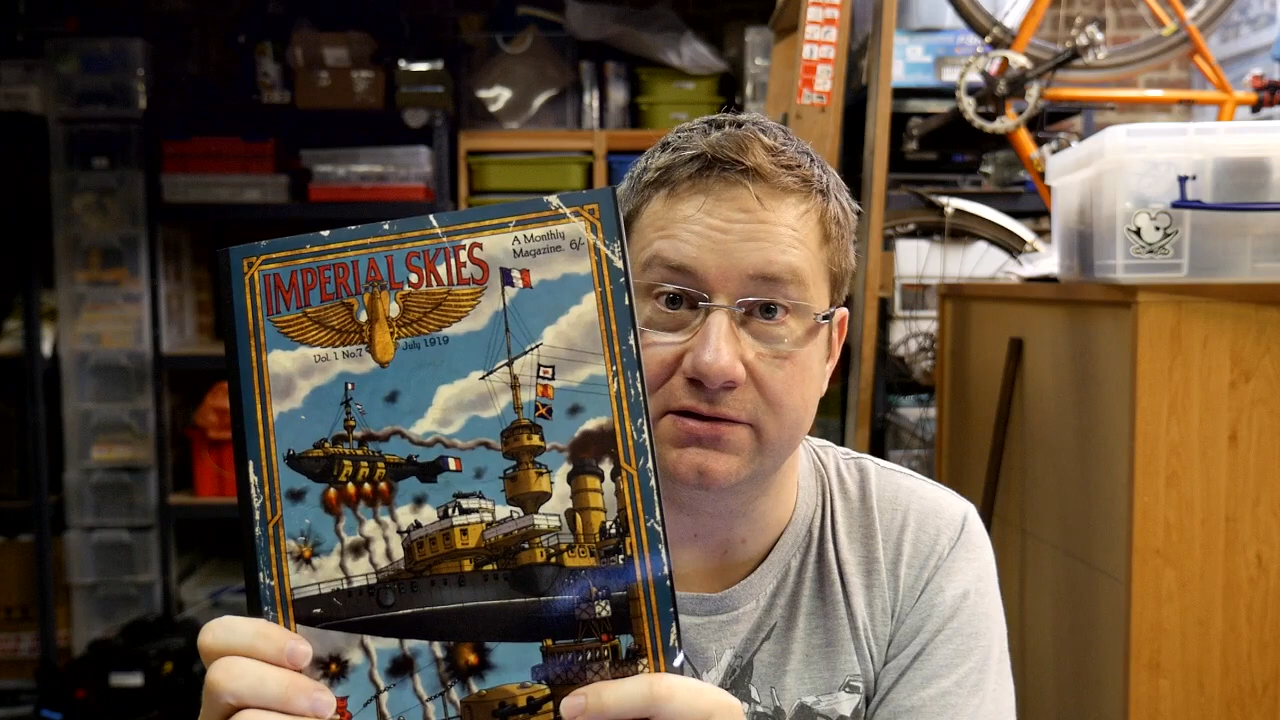 A Monthly
Magazine. 6/-
IMPERIAL SKIES
Vol. 1 No.7
July 1919